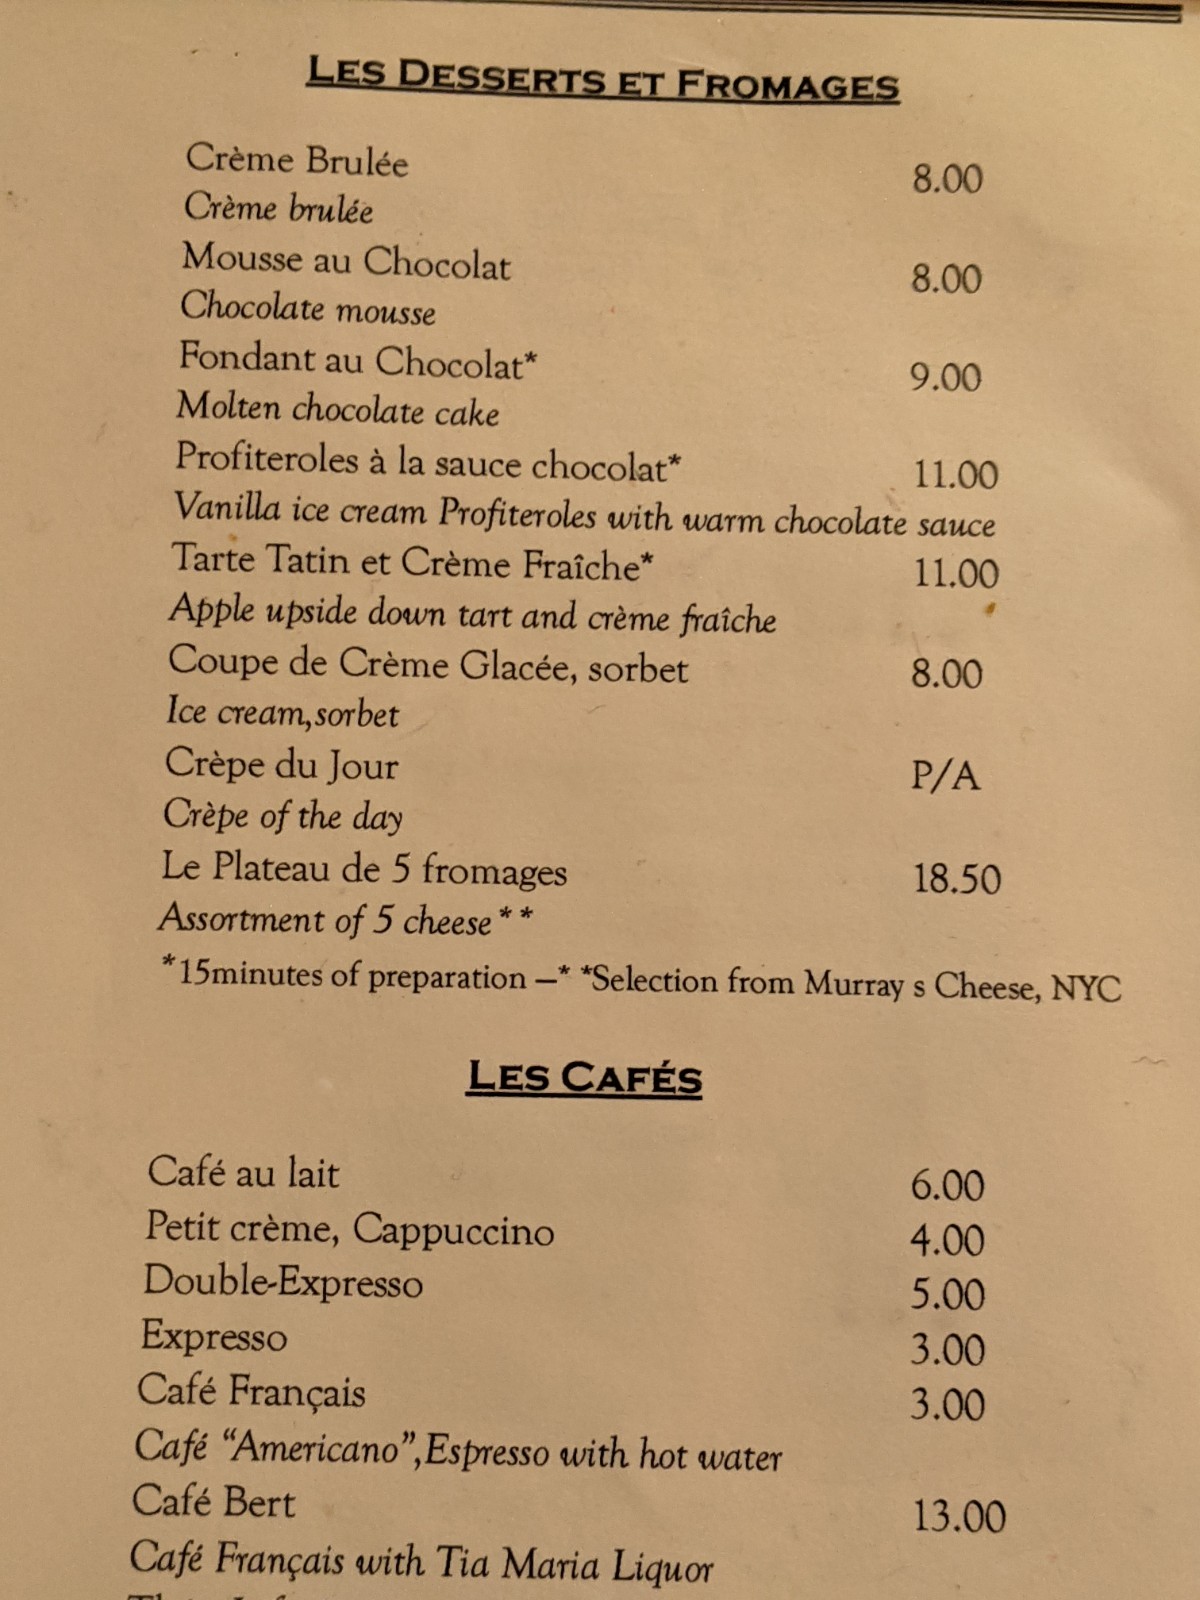 LES DESSERTS ET FROMAGES
Crème Brulée 8.00
Crème brulée
Mousse au Chocolat 8.00
Chocolate mousse
Fondant au Chocolat* 9.00
Molten chocolate cake
Profiteroles à la sauce chocolat* 11.00
Vanilla ice cream Profiteroles with warm chocolate sauce
Tarte Tatin et Crème Fraîche* 11.00
Apple upside down tart and crème fraîche
Coupe de Crème Glacée, sorbet 8.00
Ice cream,sorbet
Crèpe du Jour P/A
Crèpe of the day
Le Plateau de 5 fromages 18.50
Assortment of 5 cheese**
*15minutes of preparation –* *Selection from Murray s Cheese, NYC
LES CAFÉS
Café au lait 6.00
Petit crème, Cappuccino 4.00
Double-Expresso 5.00
Expresso 3.00
Café Français 3.00
Café “Americano”,Espresso with hot water
Café Bert 13.00
Café Français with Tia Maria Liquor